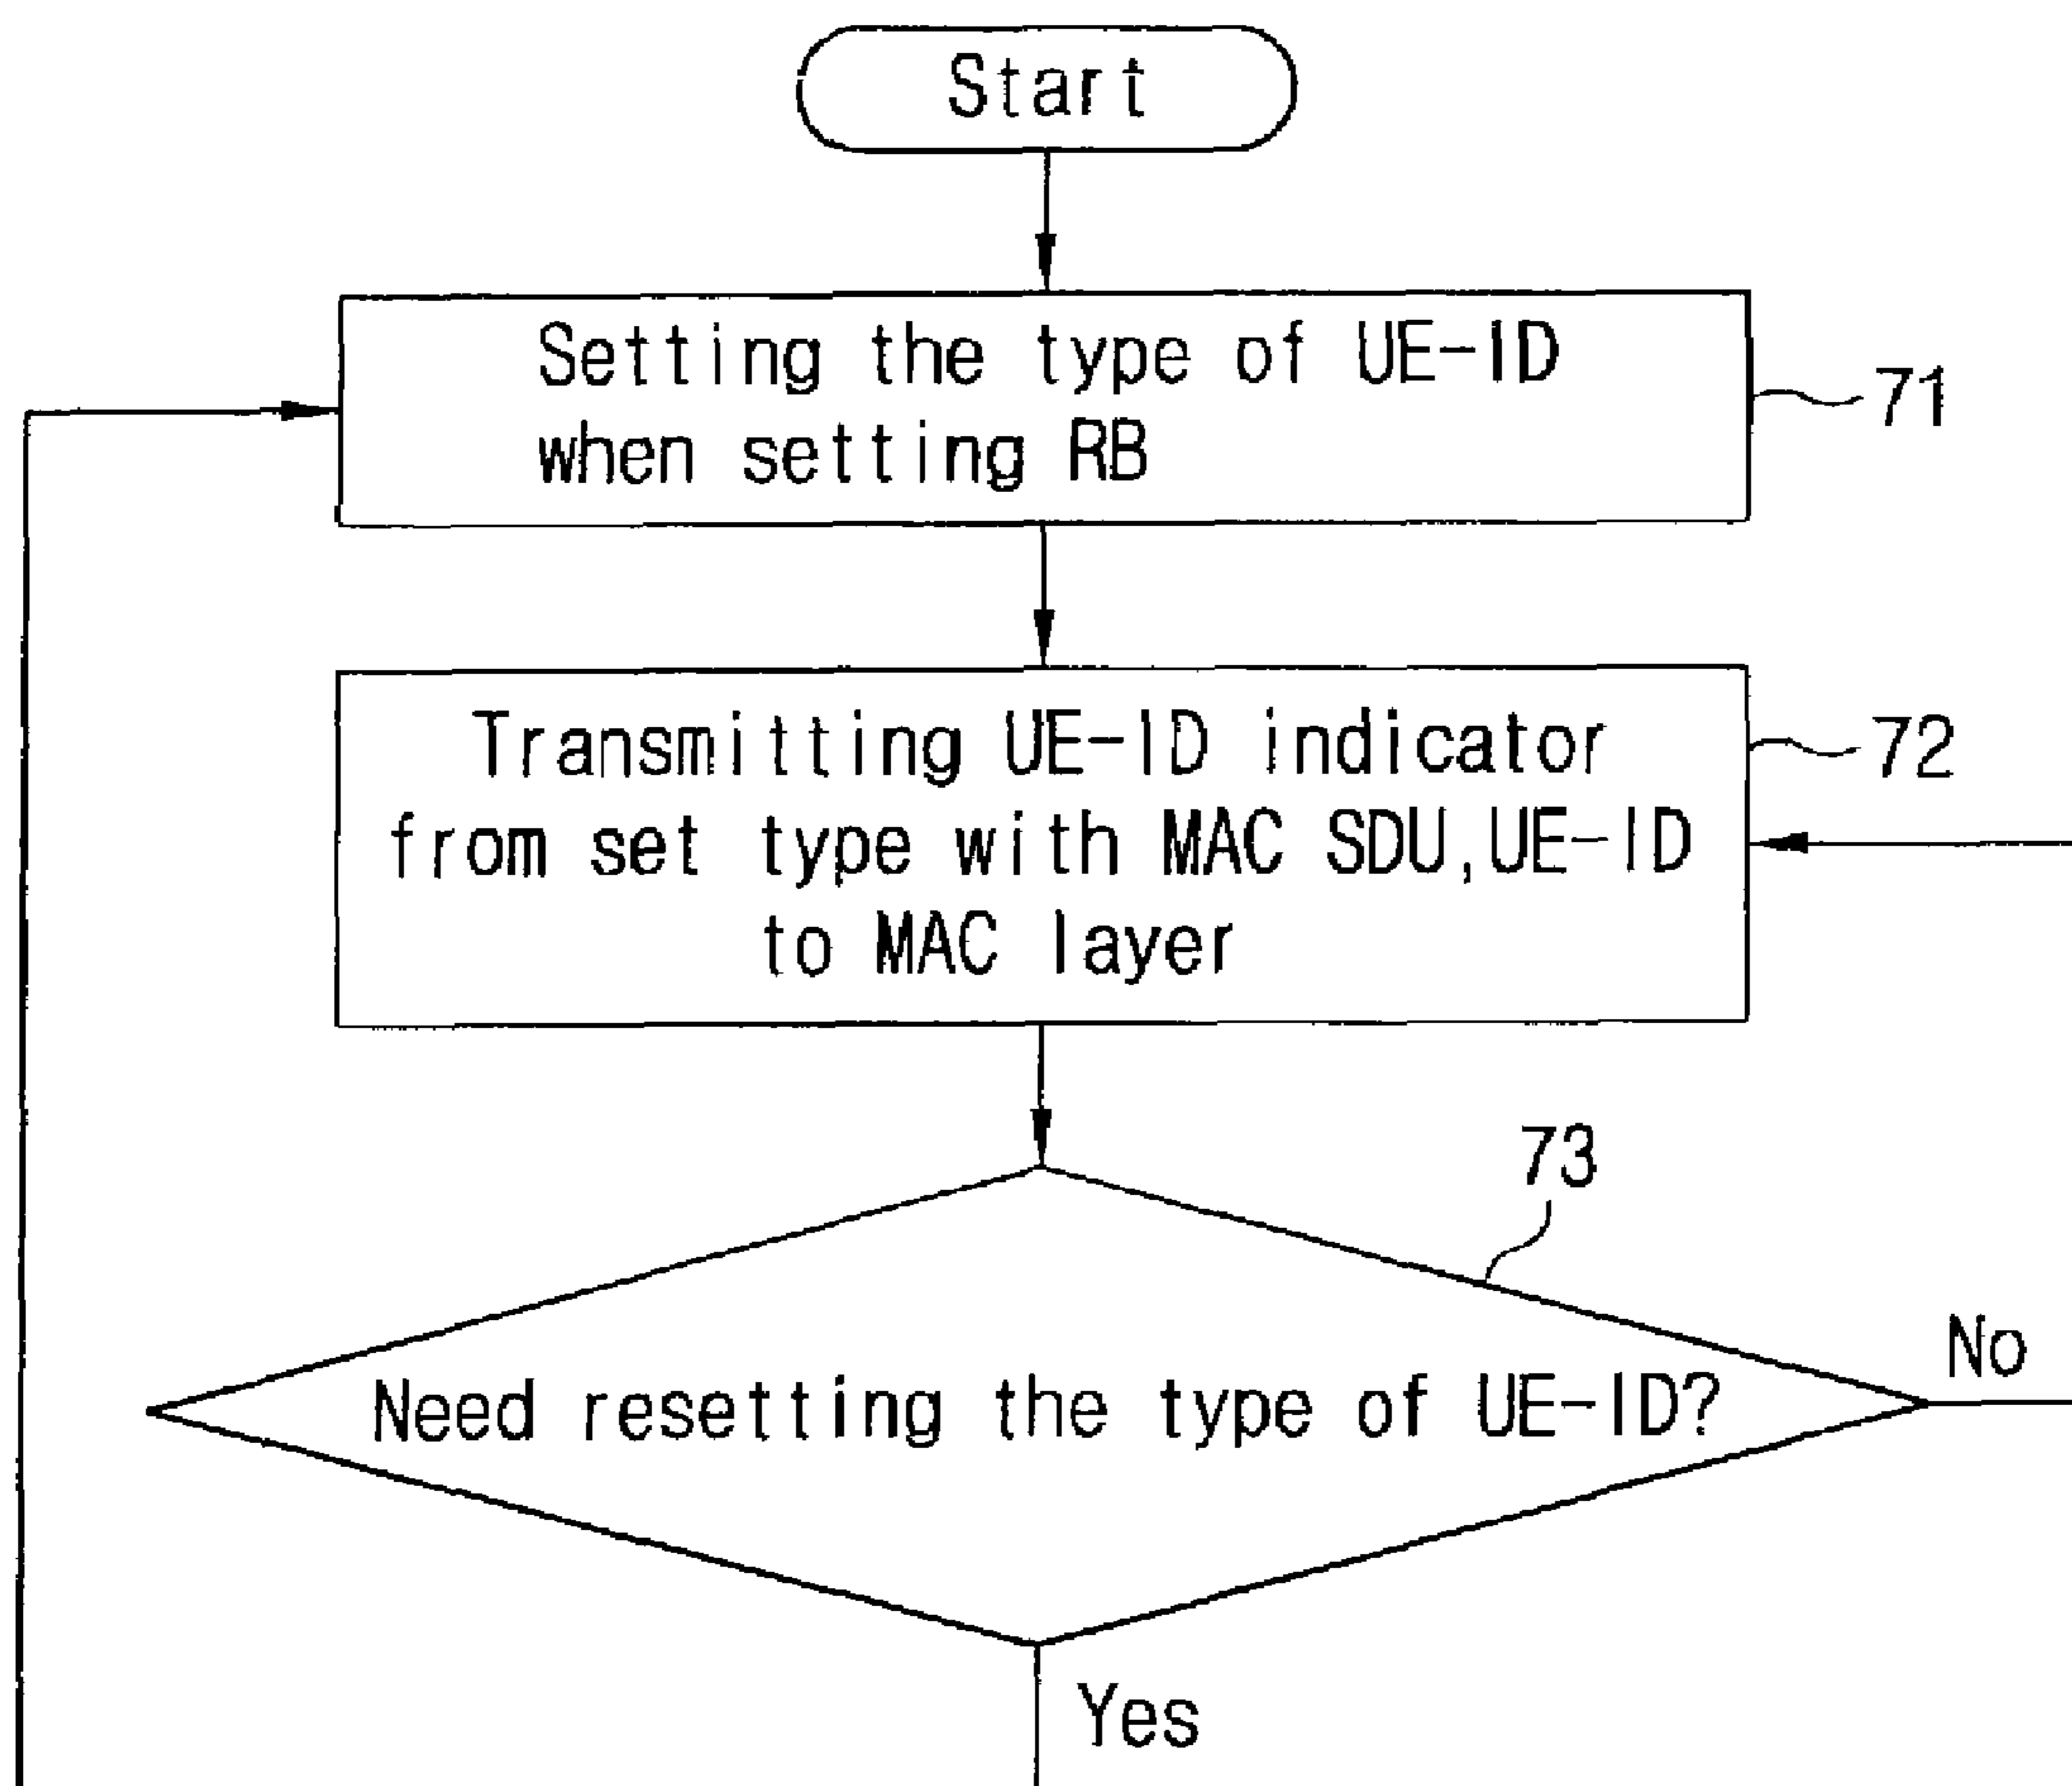 Start
Setting the type of UE-ID
when setting RB
71
Transmitting UE-ID indicator
from set type with MAC SDU,UE-ID
to MAC layer
72
73
Need resetting the type of UE-ID?
No
Yes